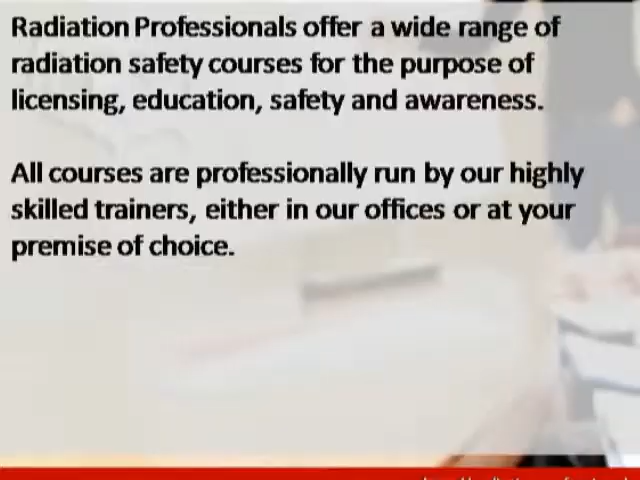 Radiation Professionals offer a wide range of
radiation safety courses for the purpose of
licensing, education, safety and awareness.
All courses are professionally run by our highly
skilled trainers, either in our offices or at your
premise of choice.